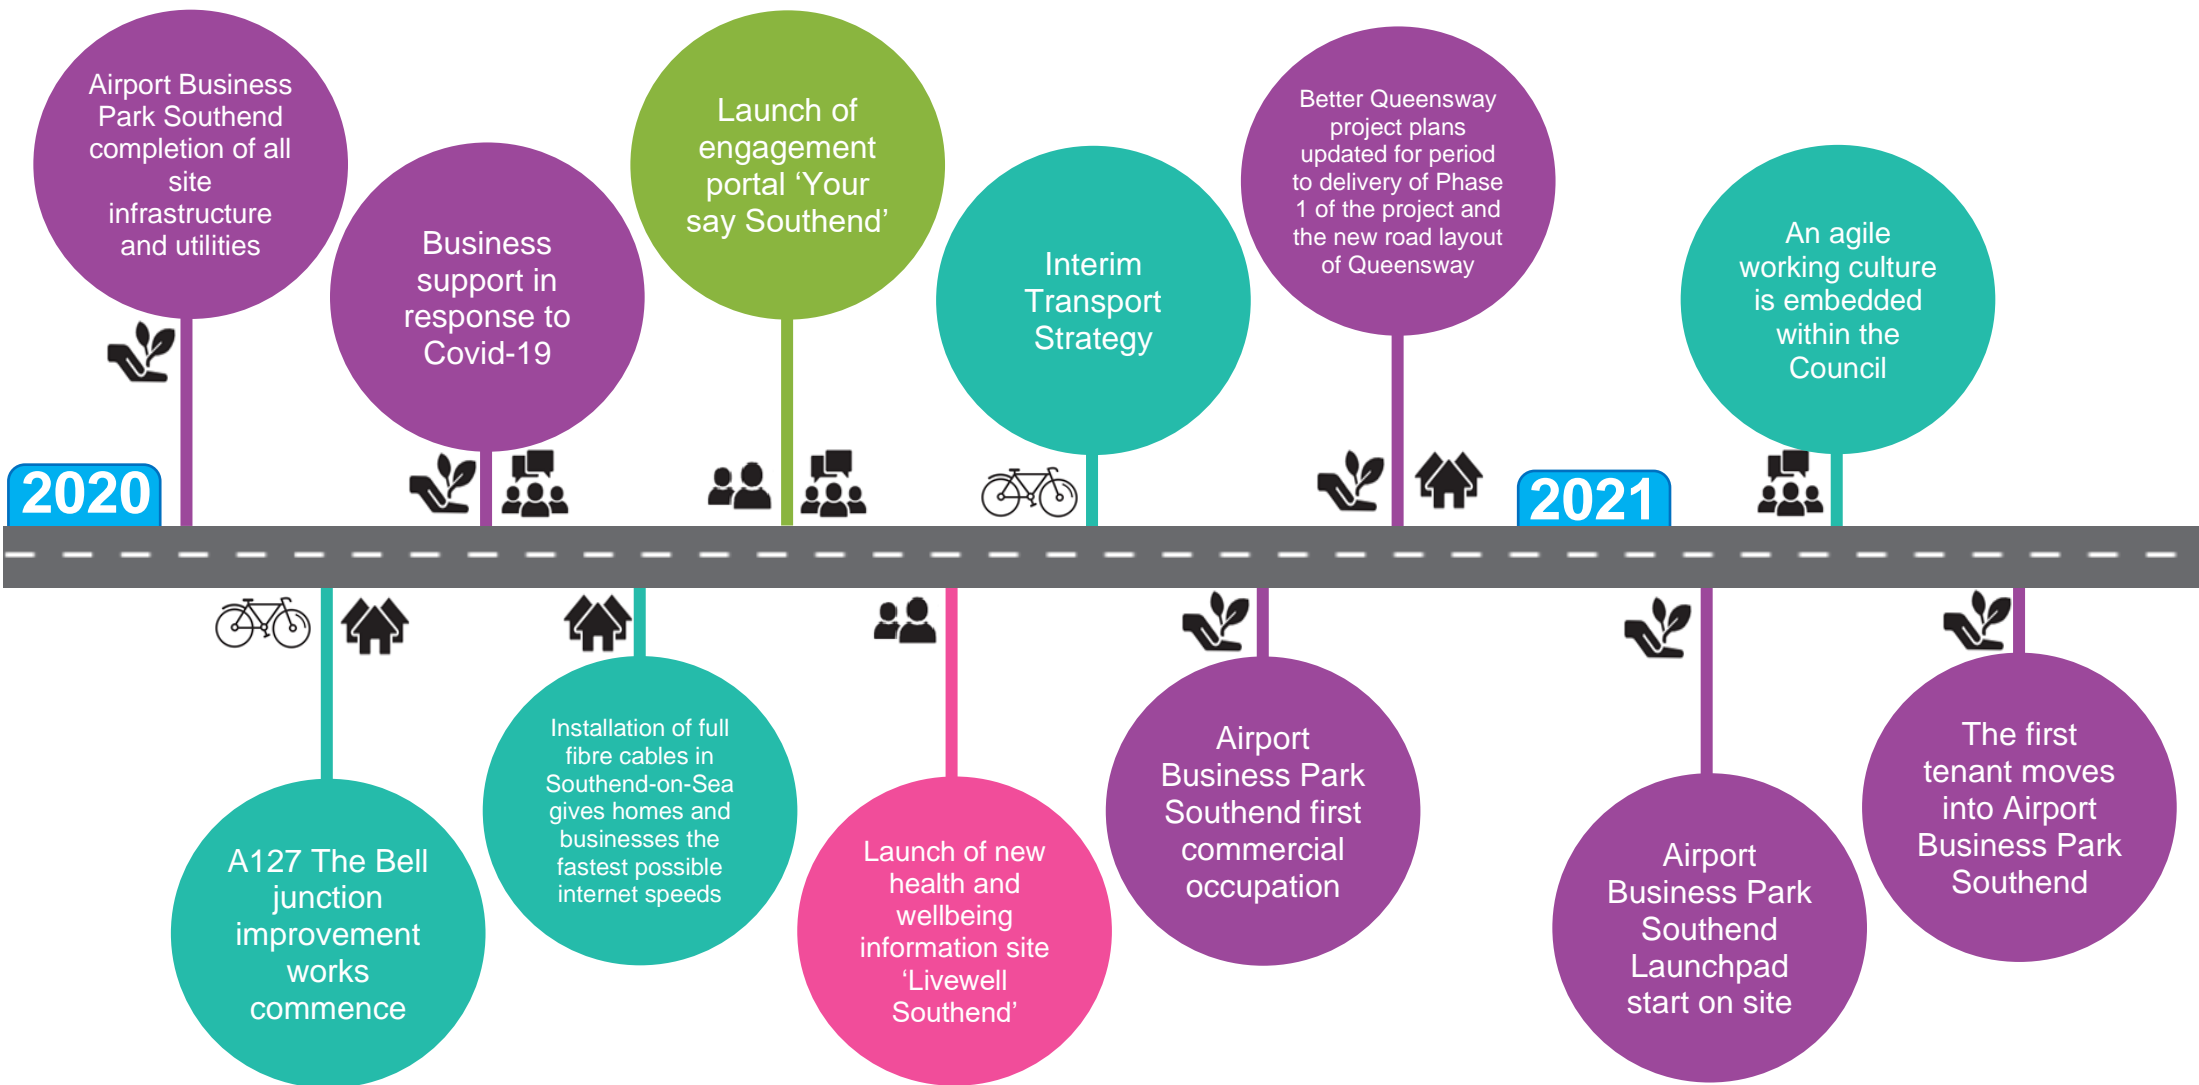 Airport Business
Park Southend
completion of all
site
infrastructure
and utilities
Business
support in
response to
Covid-19
Launch of
engagement
portal ‘Your
say Southend’
Interim
Transport
Strategy
Better Queensway
project plans
updated for period
to delivery of Phase
1 of the project and
the new road layout
of Queensway
An agile
working culture
is embedded
within the
Council
2020
2021
A127 The Bell
junction
improvement
works
commence
Installation of full
fibre cables in
Southend-on-Sea
gives homes and
businesses the
fastest possible
internet speeds
Launch of new
health and
wellbeing
information site
‘Livewell
Southend’
Airport
Business Park
Southend first
commercial
occupation
Airport
Business Park
Southend
Launchpad
start on site
The first
tenant moves
into Airport
Business Park
Southend